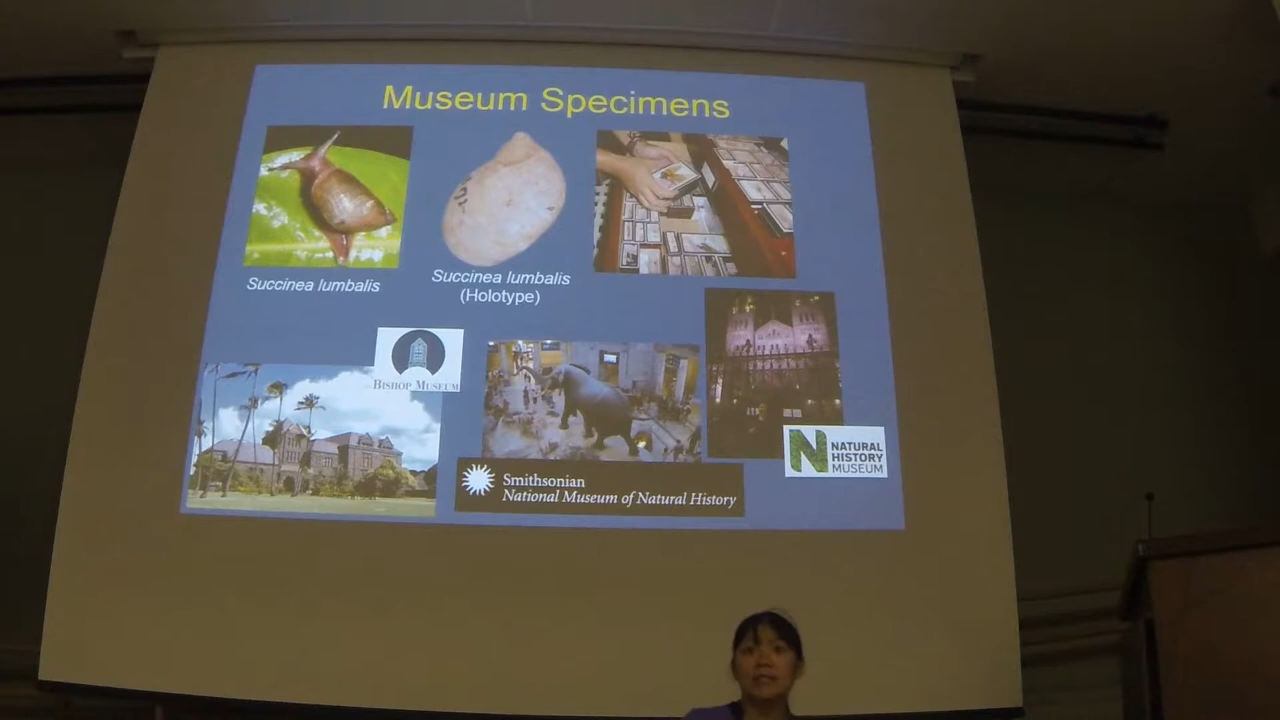 Museum Specimens
Succinea lumbalis
Succinea lumbalis
(Holotype)
BISHOP MUSEUM
Smithsonian
National Museum of Natural History
N NATURAL
HISTORY
MUSEUM